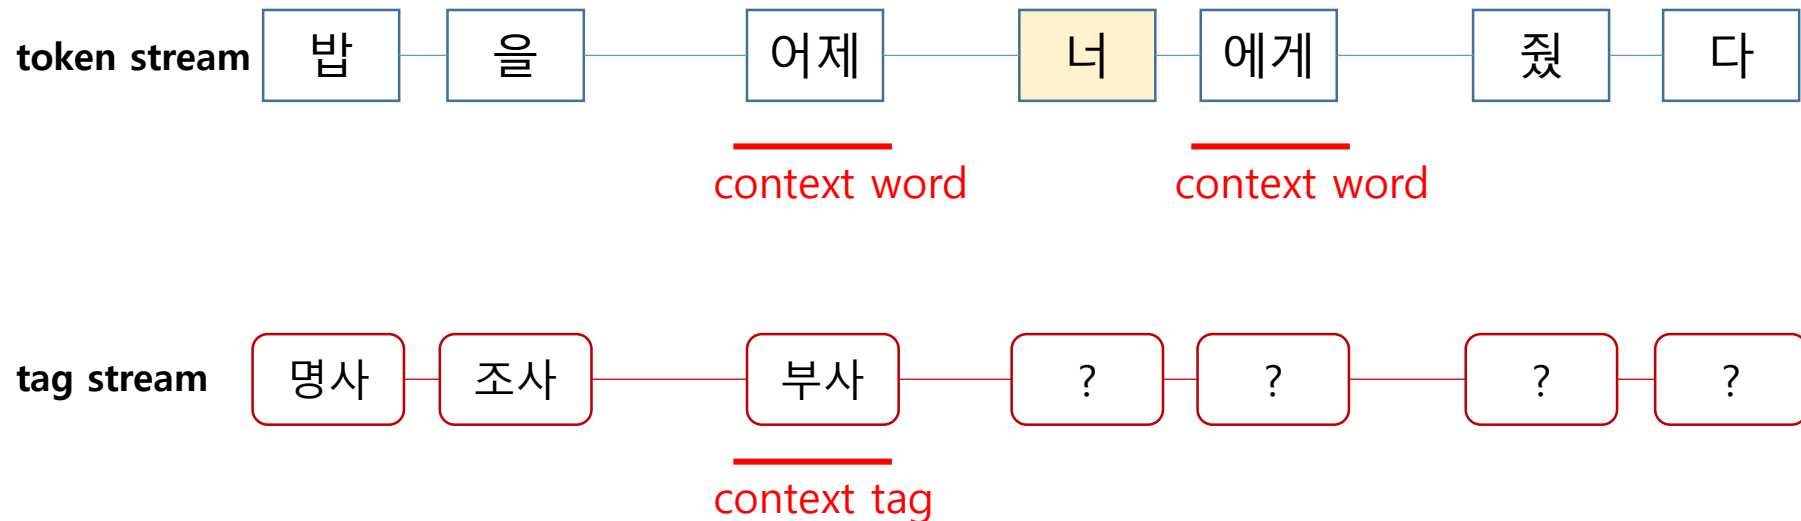 token stream 밥 을 어제 너 에게 줬 다
context word context word
tag stream 명사 조사 부사 ? ? ? ?
context tag